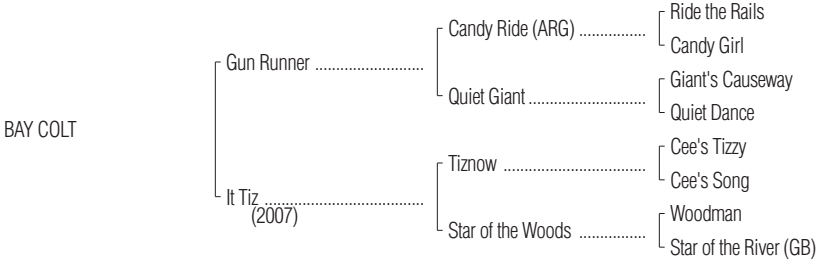 Ride the Rails
Candy Ride (ARG) ................
Candy Girl
Gun Runner ..........................
Giant's Causeway
Quiet Giant ............................
Quiet Dance
BAY COLT
Cee's Tizzy
Tiznow ..................................
Cee's Song
It Tiz ......................................
(2007)
Woodman
Star of the Woods ................
Star of the River (GB)